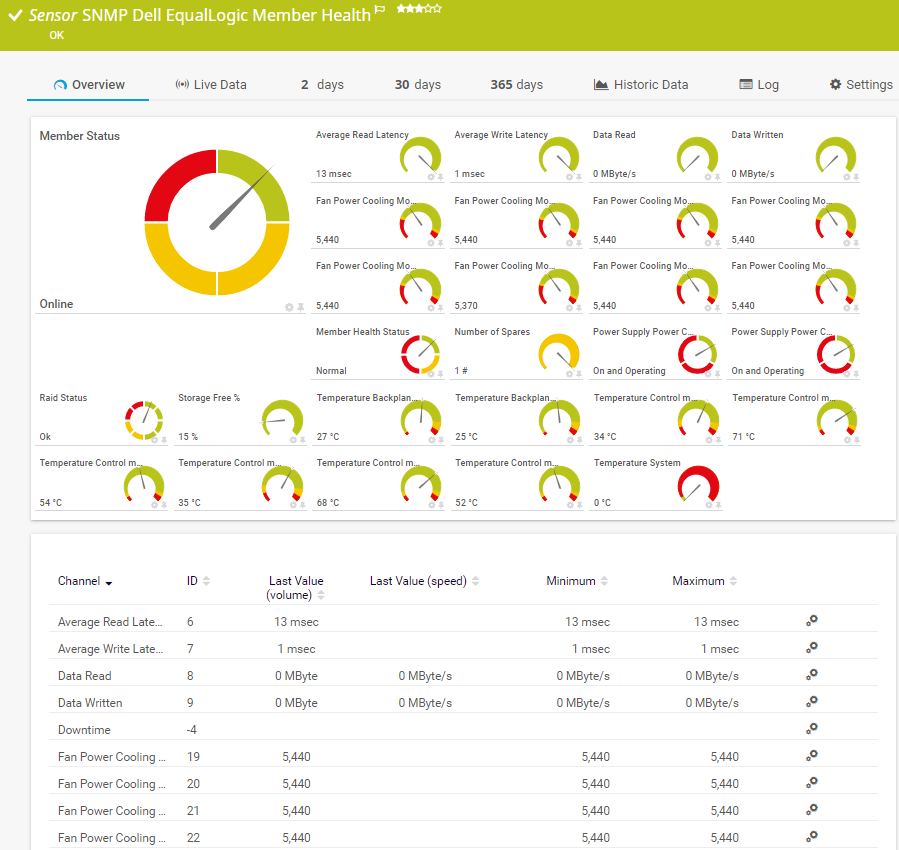 Sensor SNMP Dell EqualLogic Member Health
OK
Overview Live Data 2 days 30 days 365 days Historic Data Log Settings
Member Status
Online
Average Read Latency
13 msec
Average Write Latency
1 msec
Data Read
0 MByte/s
Data Written
0 MByte/s
Fan Power Cooling Mo...
5,440
Fan Power Cooling Mo...
5,440
Fan Power Cooling Mo...
5,440
Fan Power Cooling Mo...
5,440
Fan Power Cooling Mo...
5,440
Fan Power Cooling Mo...
5,370
Fan Power Cooling Mo...
5,440
Fan Power Cooling Mo...
5,440
Member Health Status
Normal
Number of Spares
1 #
Power Supply Power C...
On and Operating
Power Supply Power C...
On and Operating
Raid Status
Ok
Storage Free %
15 %
Temperature Backplan...
27 °C
Temperature Backplan...
25 °C
Temperature Control m...
34 °C
Temperature Control m...
71 °C
Temperature Control m...
54 °C
Temperature Control m...
35 °C
Temperature Control m...
68 °C
Temperature Control m...
52 °C
Temperature System
0 °C
Channel ID Last Value (volume) Last Value (speed) Minimum Maximum
Average Read Late... 6 13 msec 13 msec 13 msec
Average Write Late... 7 1 msec 1 msec 1 msec
Data Read 8 0 MByte 0 MByte/s 0 MByte/s 0 MByte/s
Data Written 9 0 MByte 0 MByte/s 0 MByte/s 0 MByte/s
Downtime -4
Fan Power Cooling ... 19 5,440 5,440 5,440
Fan Power Cooling ... 20 5,440 5,440 5,440
Fan Power Cooling ... 21 5,440 5,440 5,440
Fan Power Cooling ... 22 5,440 5,440 5,440